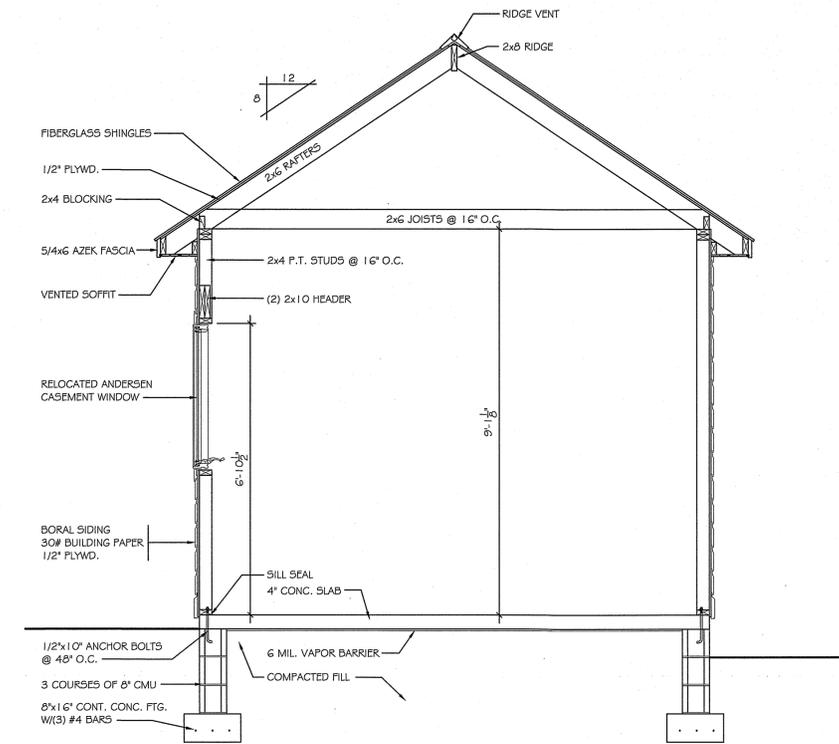 RIDGE VENT
2x8 RIDGE
12
8
FIBERGLASS SHINGLES
2x6 RAFTERS
1/2" PLYWD.
2x4 BLOCKING
2x6 JOISTS @ 16" O.C.
5/4x6 AZEK FASCIA
2x4 P.T. STUDS @ 16" O.C.
VENTED SOFFIT
(2) 2x10 HEADER
RELOCATED ANDERSEN
CASEMENT WINDOW
9'-1 1/8"
6'-10 1/2"
BORAL SIDING
30# BUILDING PAPER
1/2" PLYWD.
SILL SEAL
4" CONC. SLAB
1/2"x10" ANCHOR BOLTS
@ 48" O.C.
6 MIL. VAPOR BARRIER
COMPACTED FILL
3 COURSES OF 8" CMU
8"x16" CONT. CONC. FTG.
W/(3) #4 BARS